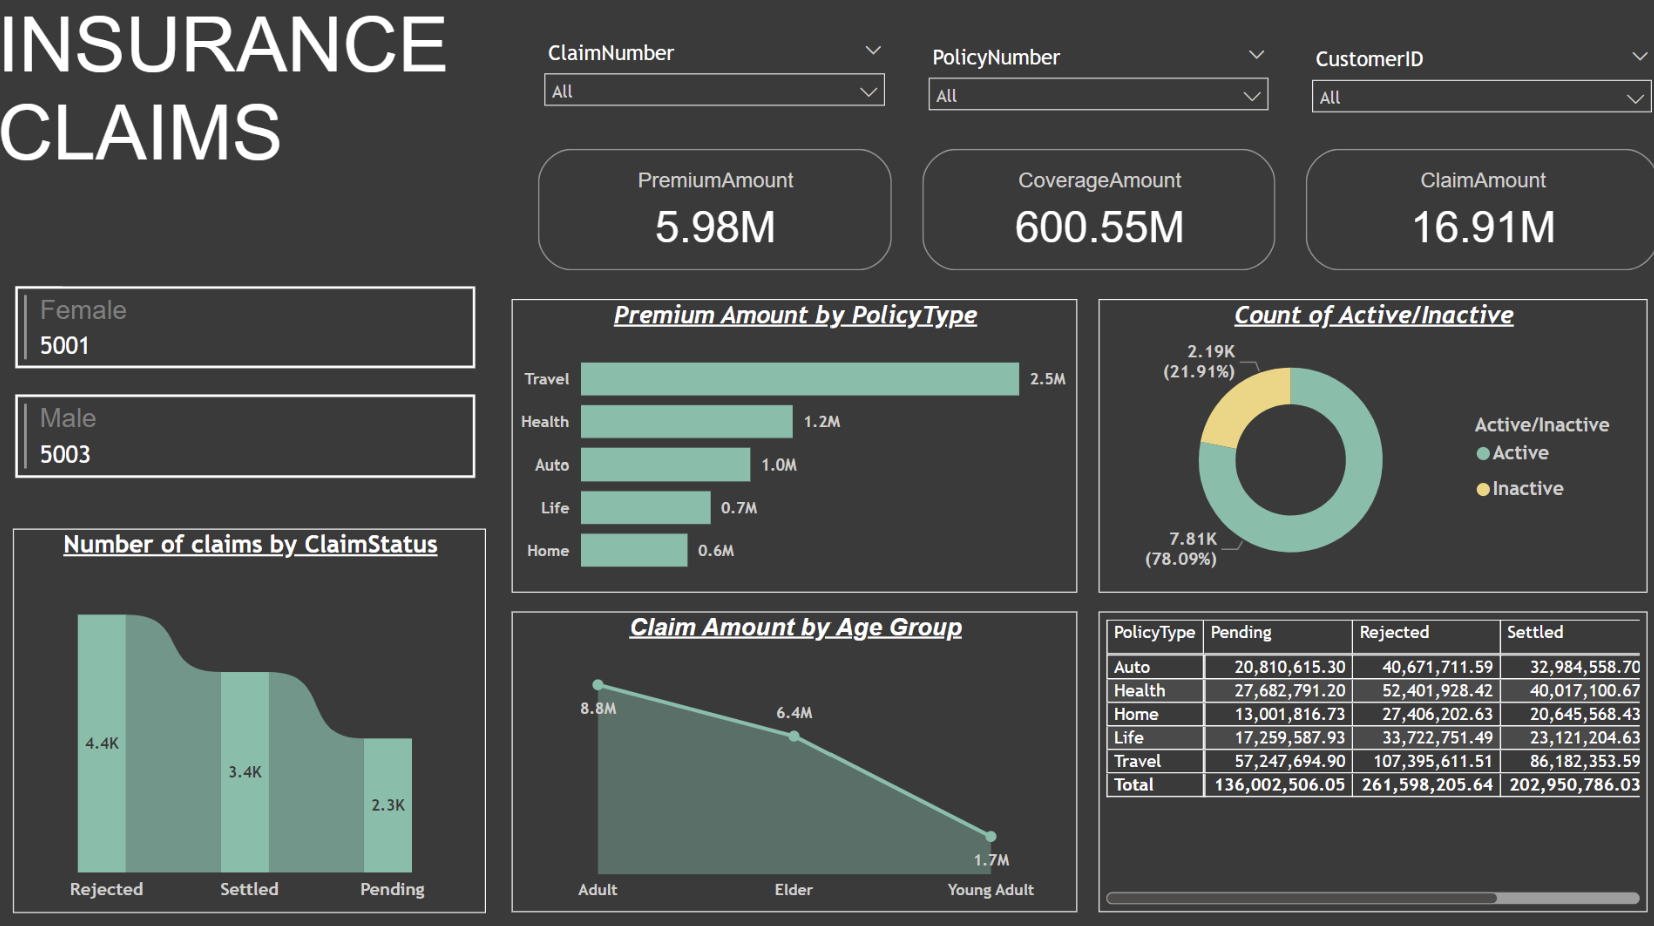 INSURANCE
CLAIMS
ClaimNumber
All
PolicyNumber
All
CustomerID
All
PremiumAmount
5.98M
CoverageAmount
600.55M
ClaimAmount
16.91M
Female
5001
Male
5003
Number of claims by ClaimStatus
4.4K
3.4K
2.3K
Rejected Settled Pending
Premium Amount by PolicyType
Travel 2.5M
Health 1.2M
Auto 1.0M
Life 0.7M
Home 0.6M
Count of Active/Inactive
2.19K
(21.91%)
7.81K
(78.09%)
Active/Inactive
Active
Inactive
Claim Amount by Age Group
8.8M
6.4M
1.7M
Adult Elder Young Adult
PolicyType Pending Rejected Settled
Auto 20,810,615.30 40,671,711.59 32,984,558.70
Health 27,682,791.20 52,401,928.42 40,017,100.67
Home 13,001,816.73 27,406,202.63 20,645,568.43
Life 17,259,587.93 33,722,751.49 23,121,204.63
Travel 57,247,694.90 107,395,611.51 86,182,353.59
Total 136,002,506.05 261,598,205.64 202,950,786.03